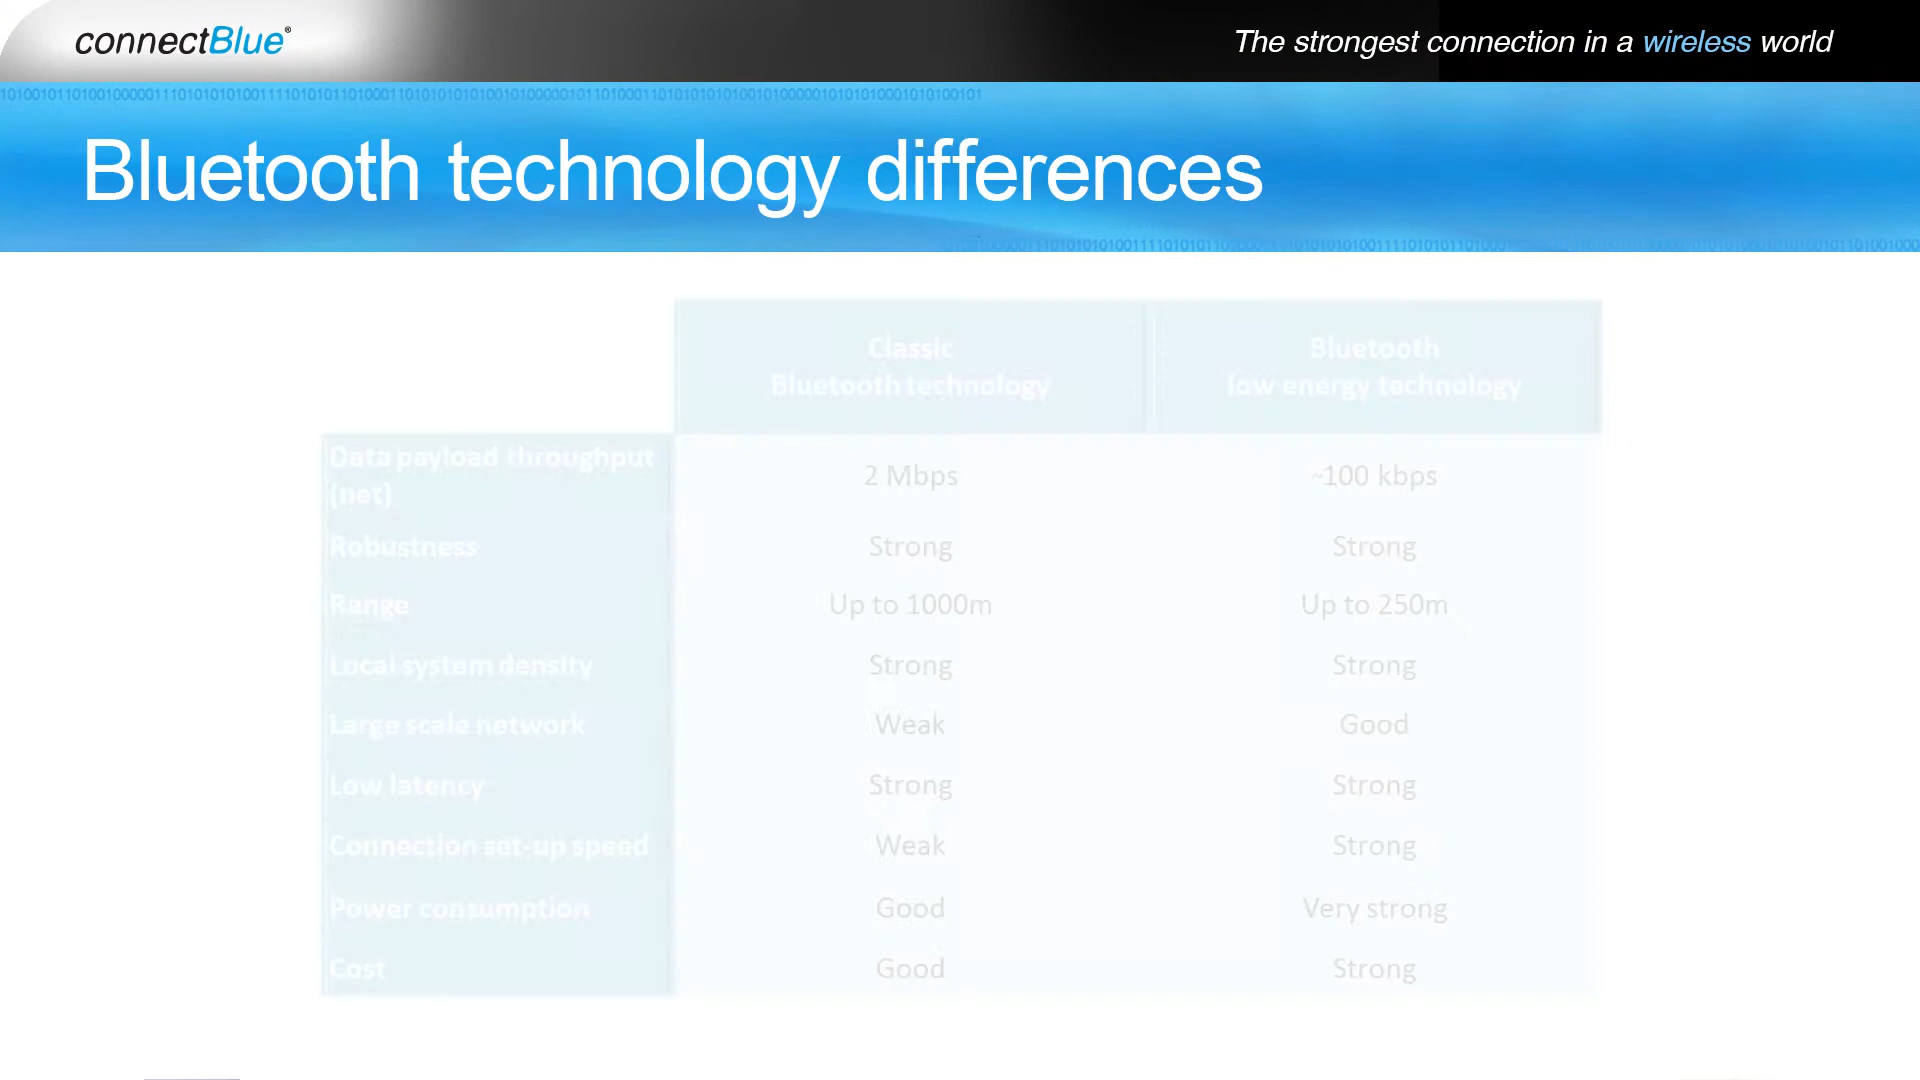 connectBlue®
The strongest connection in a wireless world
Bluetooth technology differences
Classic
Bluetooth technology
Bluetooth
low energy technology
Data payload throughput
(net)
2 Mbps
~100 kbps
Robustness
Strong
Strong
Range
Up to 1000m
Up to 250m
Local system density
Strong
Strong
Large scale network
Weak
Good
Low latency
Strong
Strong
Connection set-up speed
Weak
Strong
Power consumption
Good
Very strong
Cost
Good
Strong